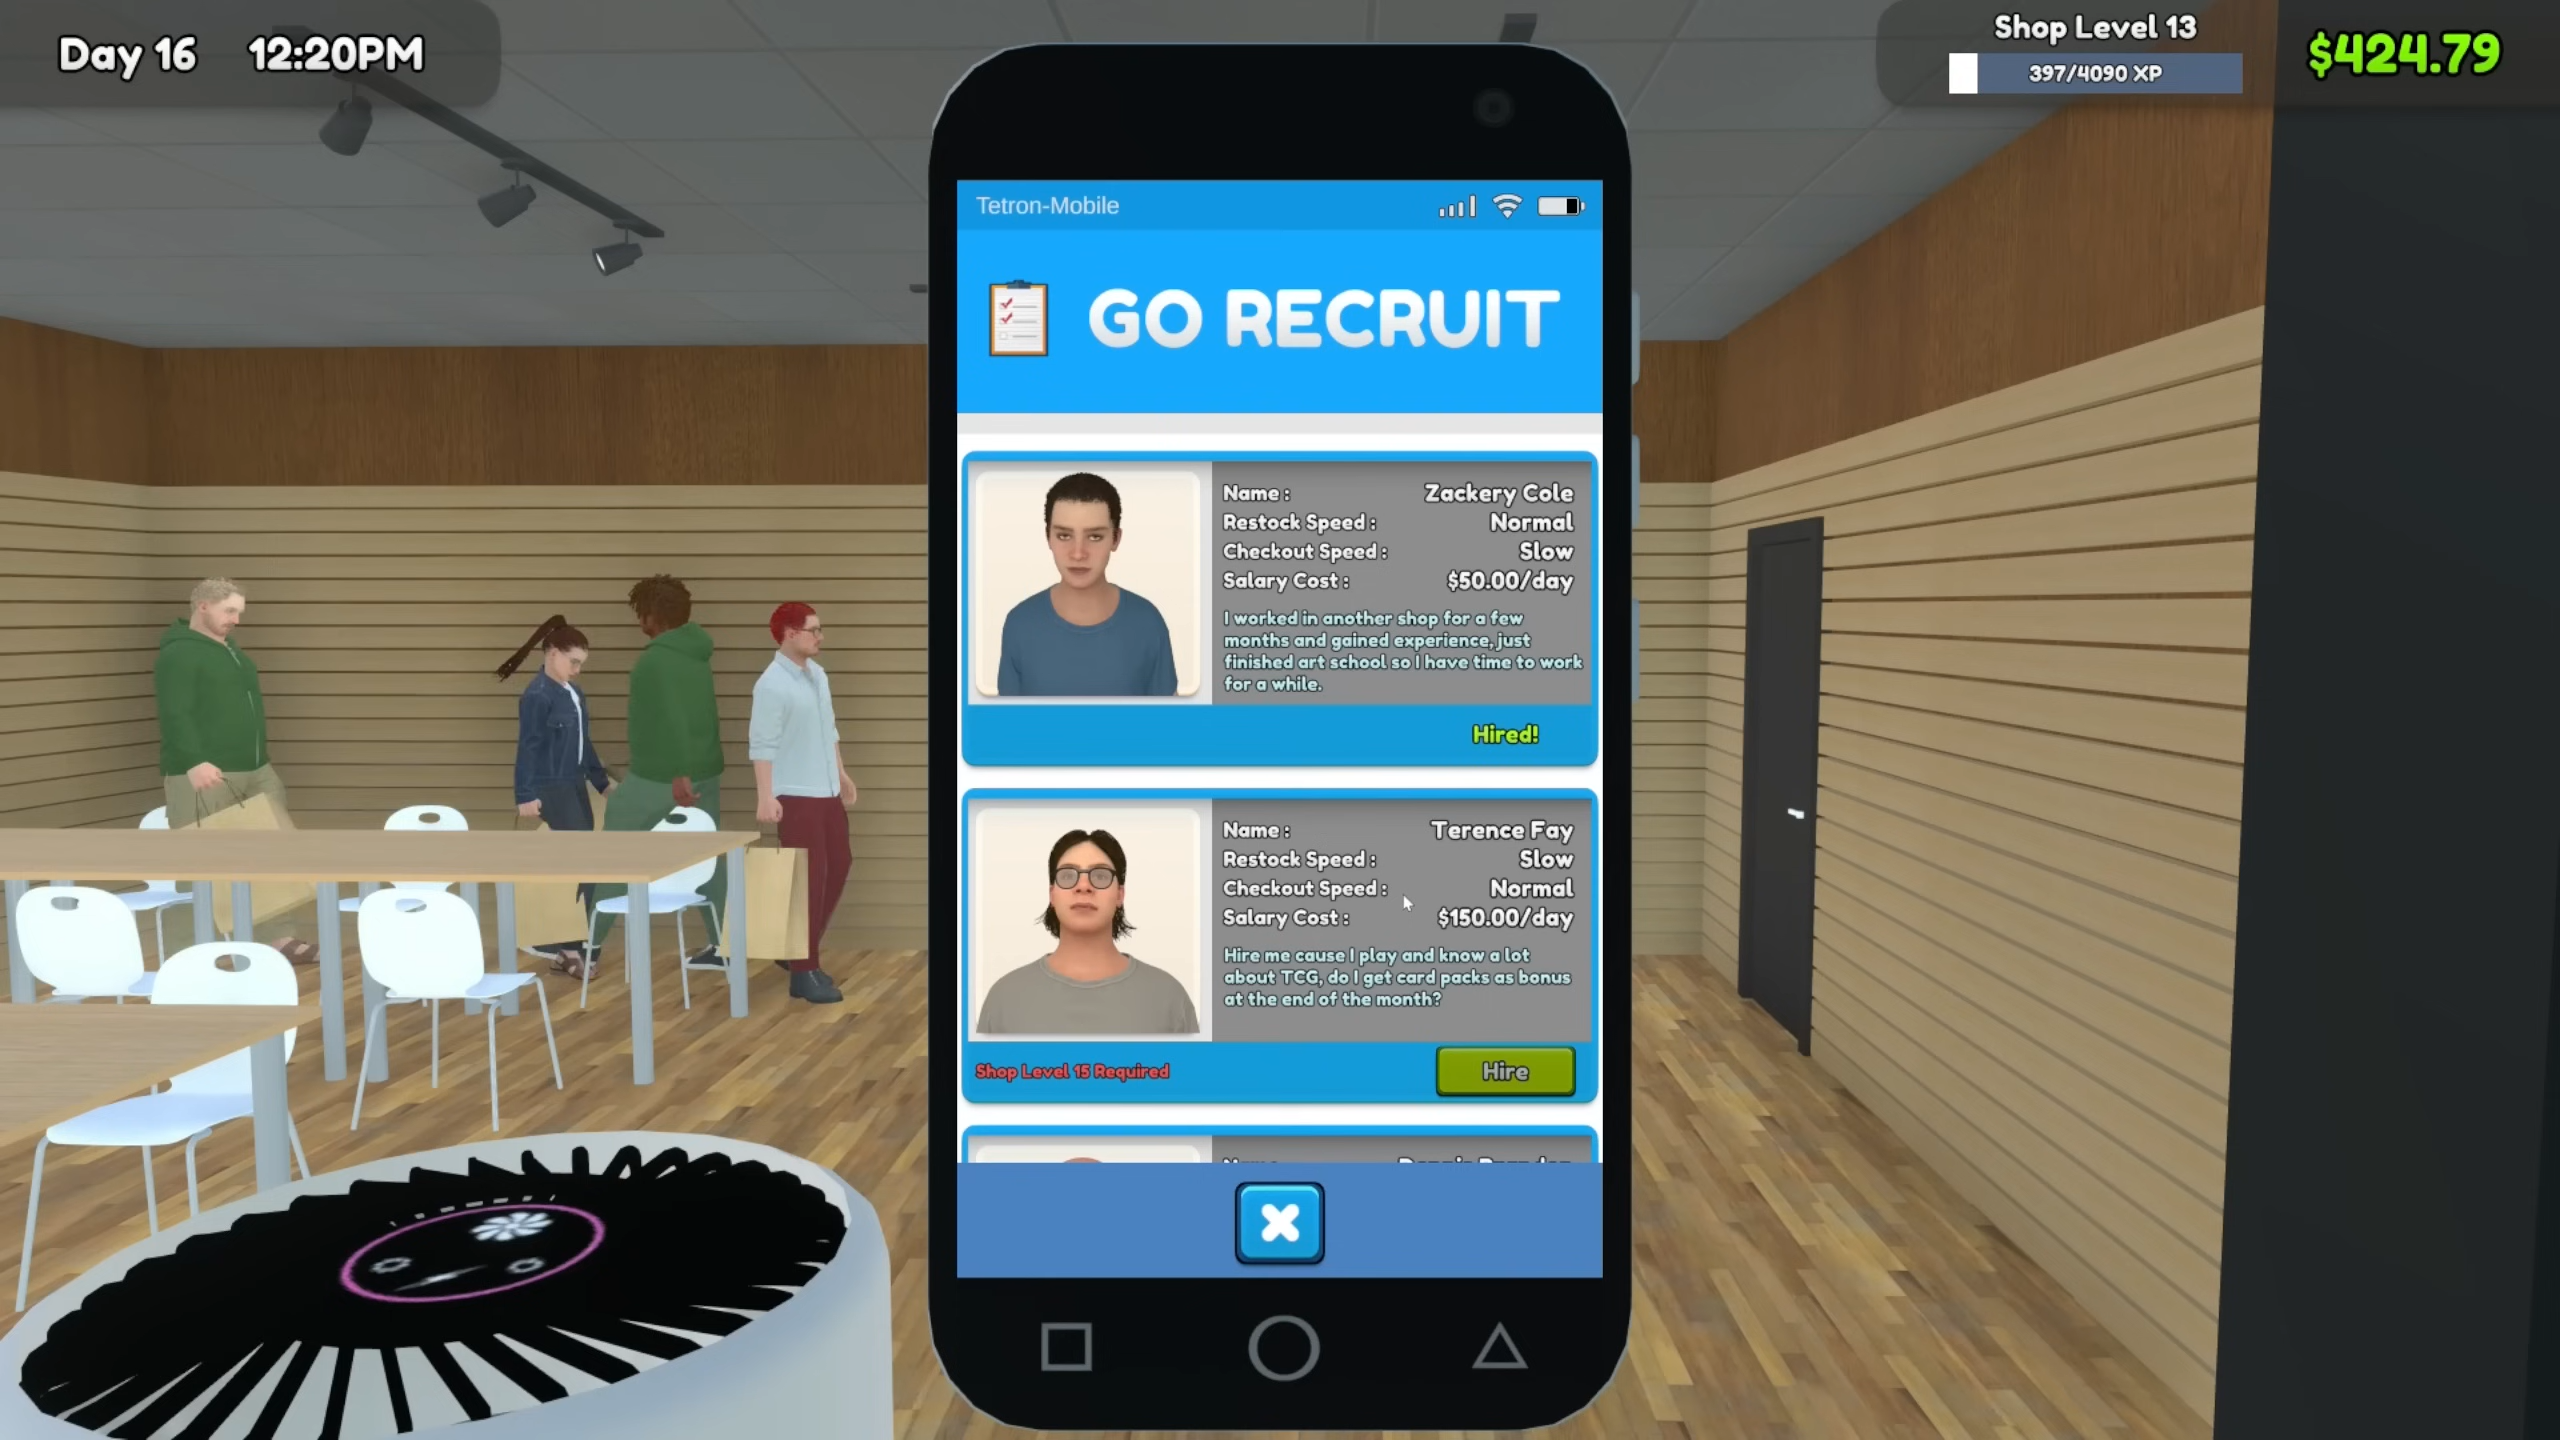 Day 16 12:20PM
Shop Level 13
397/4090 XP
$424.79
Tetron-Mobile
GO RECRUIT
Name : Zackery Cole
Restock Speed : Normal
Checkout Speed : Slow
Salary Cost : $50.00/day
I worked in another shop for a few
months and gained experience, just
finished art school so I have time to work
for a while.
Hired!
Name : Terence Fay
Restock Speed : Slow
Checkout Speed : Normal
Salary Cost : $150.00/day
Hire me cause I play and know a lot
about TCG, do I get card packs as bonus
at the end of the month?
Shop Level 15 Required
Hire